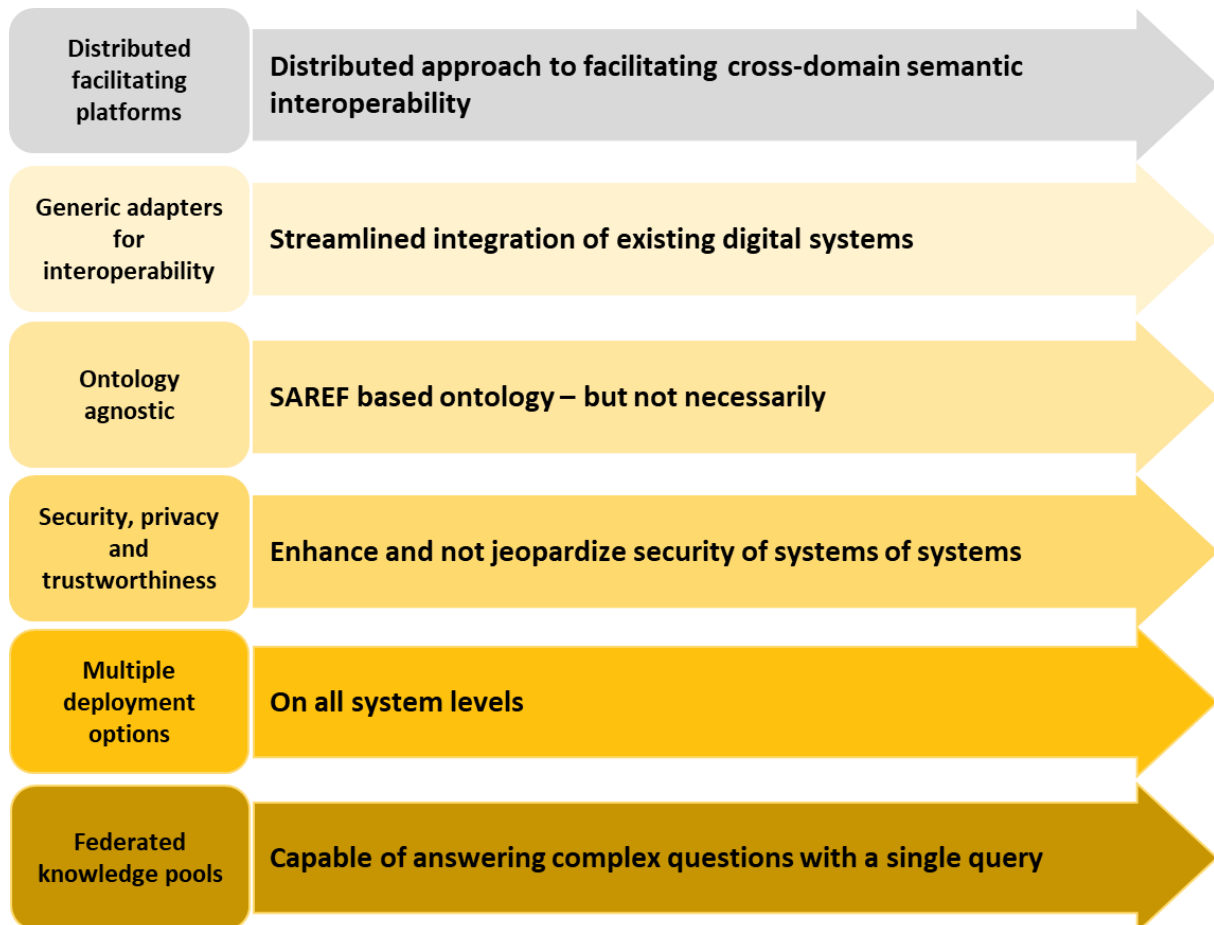 Distributed
facilitating
platforms
Distributed approach to facilitating cross-domain semantic
interoperability
Generic adapters
for
interoperability
Streamlined integration of existing digital systems
Ontology
agnostic
SAREF based ontology – but not necessarily
Security, privacy
and
trustworthiness
Enhance and not jeopardize security of systems of systems
Multiple
deployment
options
On all system levels
Federated
knowledge pools
Capable of answering complex questions with a single query